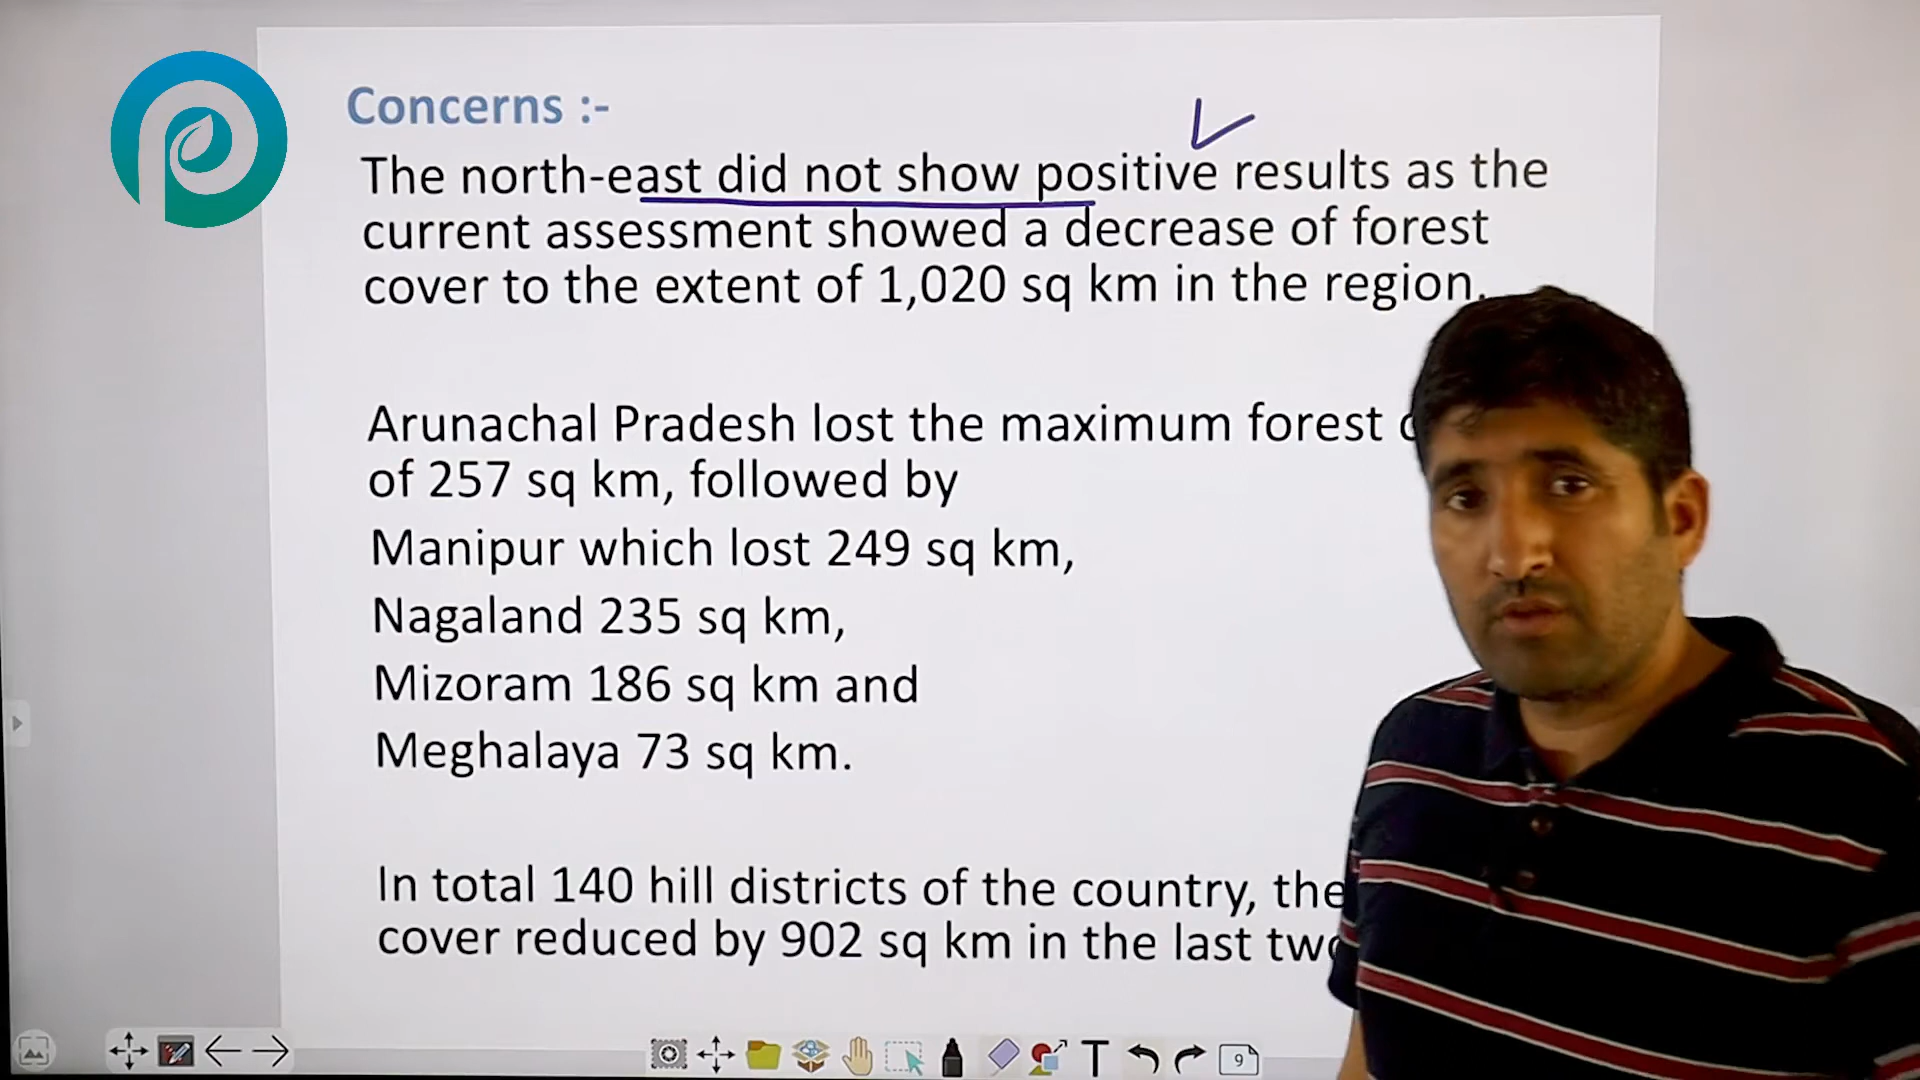 Concerns :-
The north-east did not show positive results as the
current assessment showed a decrease of forest
cover to the extent of 1,020 sq km in the region.
Arunachal Pradesh lost the maximum forest
of 257 sq km, followed by
Manipur which lost 249 sq km,
Nagaland 235 sq km,
Mizoram 186 sq km and
Meghalaya 73 sq km.
In total 140 hill districts of the country, the
cover reduced by 902 sq km in the last
T
9